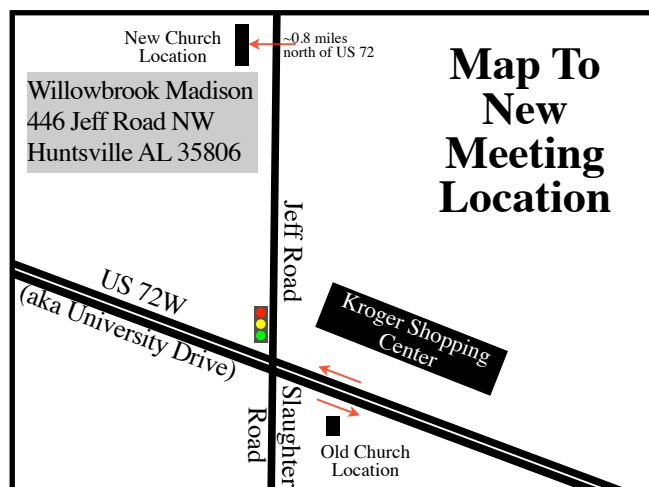 New Church
Location
~0.8 miles
north of US 72
Map To
New
Meeting
Location
Willowbrook Madison
446 Jeff Road NW
Huntsville AL 35806
Jeff Road
US 72W
(aka University Drive)
Kroger Shopping
Center
Slaughter
Road
Old Church
Location